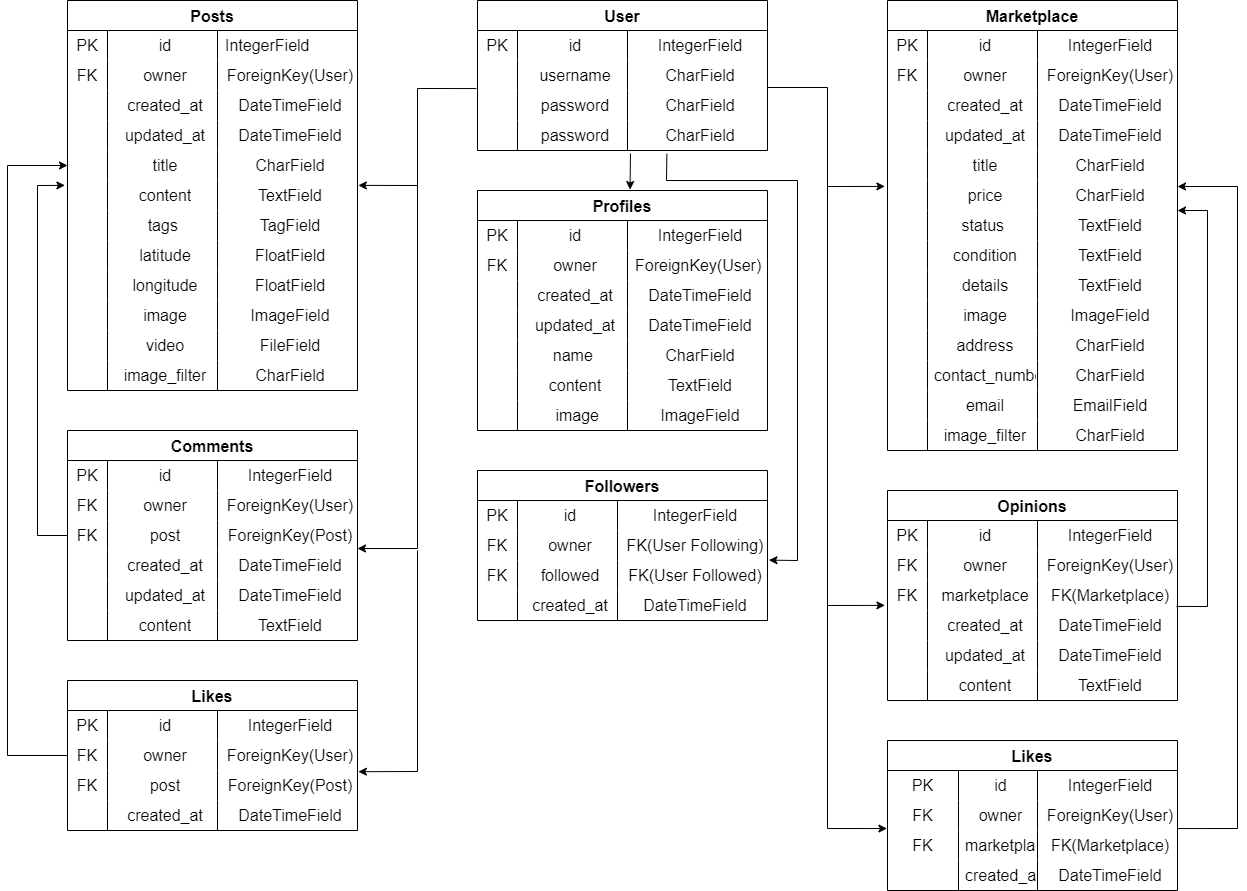 Posts
PK id IntegerField
FK owner ForeignKey(User)
created_at DateTimeField
updated_at DateTimeField
title CharField
content TextField
tags TagField
latitude FloatField
longitude FloatField
image ImageField
video FileField
image_filter CharField
Comments
PK id IntegerField
FK owner ForeignKey(User)
FK post ForeignKey(Post)
created_at DateTimeField
updated_at DateTimeField
content TextField
Likes
PK id IntegerField
FK owner ForeignKey(User)
FK post ForeignKey(Post)
created_at DateTimeField
User
PK id IntegerField
username CharField
password CharField
password CharField
Profiles
PK id IntegerField
FK owner ForeignKey(User)
created_at DateTimeField
updated_at DateTimeField
name CharField
content TextField
image ImageField
Followers
PK id IntegerField
FK owner FK(User Following)
FK followed FK(User Followed)
created_at DateTimeField
Marketplace
PK id IntegerField
FK owner ForeignKey(User)
created_at DateTimeField
updated_at DateTimeField
title CharField
price CharField
status TextField
condition TextField
details TextField
image ImageField
address CharField
contact_numb CharField
email EmailField
image_filter CharField
Opinions
PK id IntegerField
FK owner ForeignKey(User)
FK marketplace FK(Marketplace)
created_at DateTimeField
updated_at DateTimeField
content TextField
Likes
PK id IntegerField
FK owner ForeignKey(User)
FK marketpla FK(Marketplace)
created_a DateTimeField